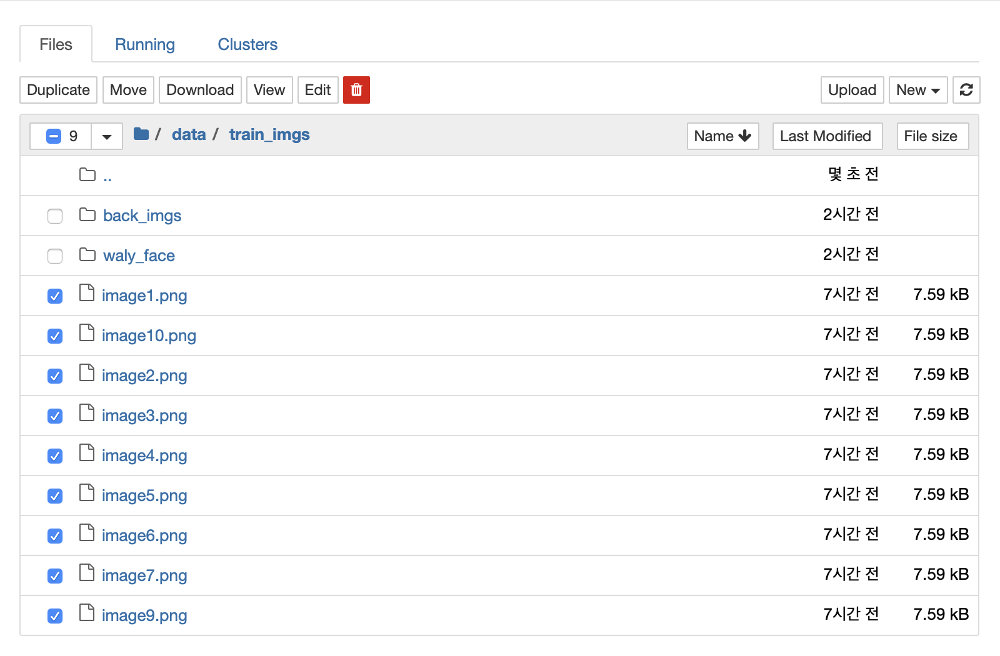 Files Running Clusters
Duplicate Move Download View Edit Upload New
9 / data / train_imgs Name Last Modified File size
.. 몇 초 전
back_imgs 2시간 전
waly_face 2시간 전
image1.png 7시간 전 7.59 kB
image10.png 7시간 전 7.59 kB
image2.png 7시간 전 7.59 kB
image3.png 7시간 전 7.59 kB
image4.png 7시간 전 7.59 kB
image5.png 7시간 전 7.59 kB
image6.png 7시간 전 7.59 kB
image7.png 7시간 전 7.59 kB
image9.png 7시간 전 7.59 kB